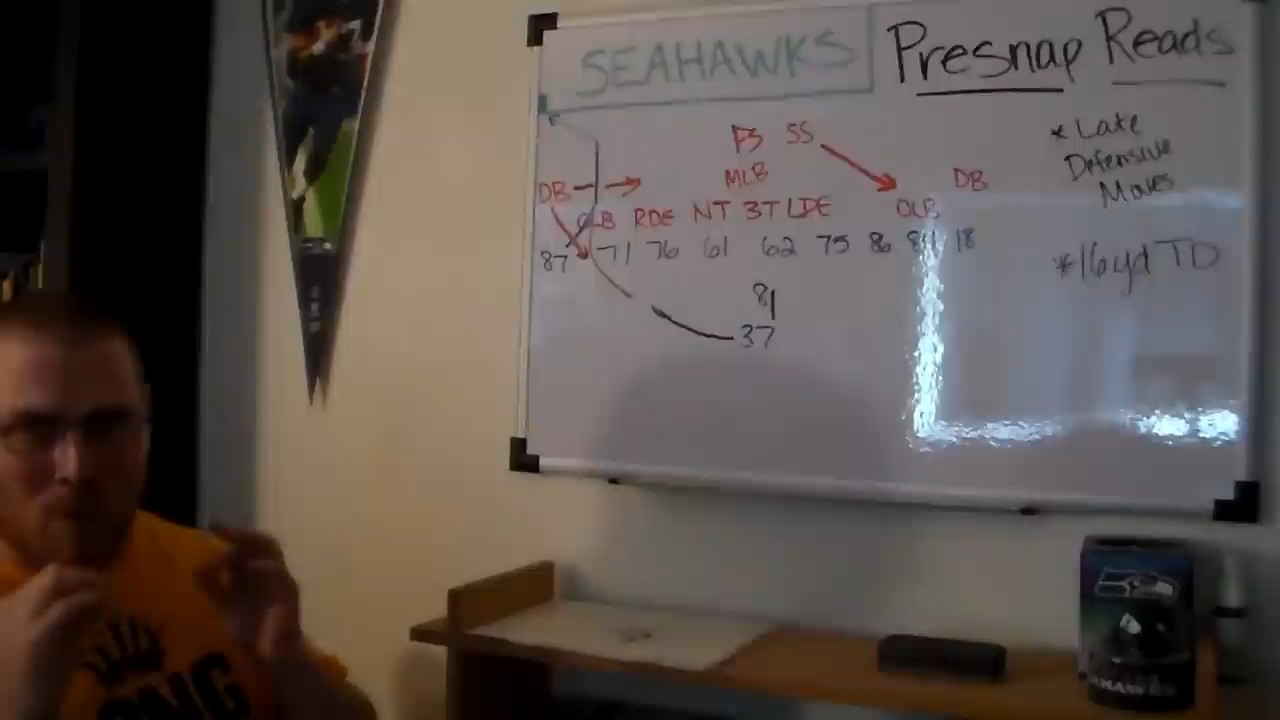 SEAHAWKS
Presnap Reads
* Late
Defensive
Moves
FS SS
MLB
DB DB
OLB RDE NT 3T LDE OLB
87 71 76 61 62 75 86 18
81
37
*16yd TD